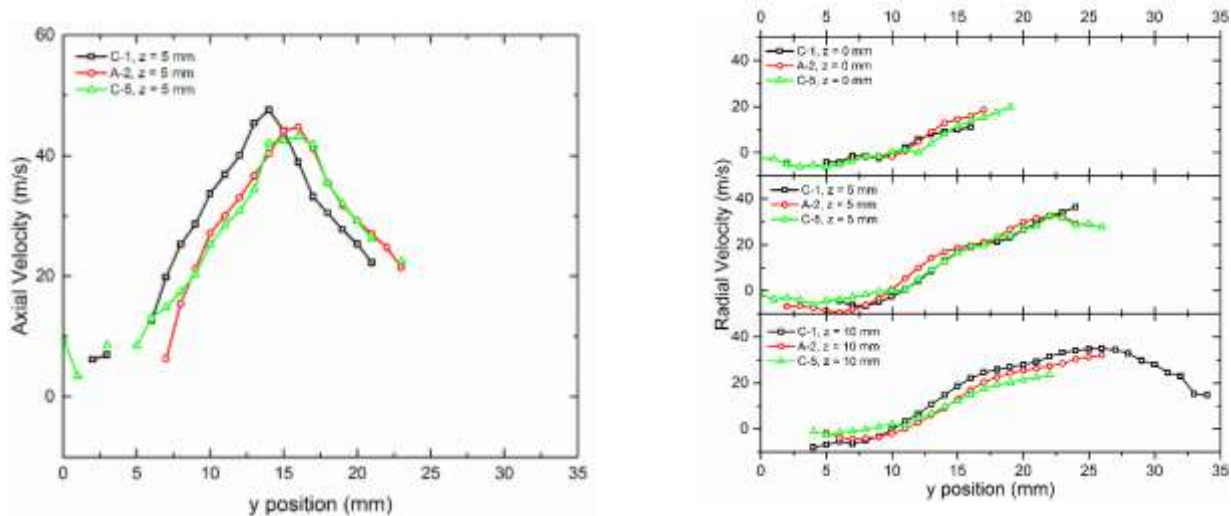 60
40
20
0
0 5 10 15 20 25 30 35
Axial Velocity (m/s)
y position (mm)
C-1, z = 5 mm
A-2, z = 5 mm
C-5, z = 5 mm
0 5 10 15 20 25 30 35
Radial Velocity (m/s)
40
20
0
C-1, z = 0 mm
A-2, z = 0 mm
C-5, z = 0 mm
40
20
0
C-1, z = 5 mm
A-2, z = 5 mm
C-5, z = 5 mm
40
20
0
C-1, z = 10 mm
A-2, z = 10 mm
C-5, z = 10 mm
0 5 10 15 20 25 30 35
y position (mm)